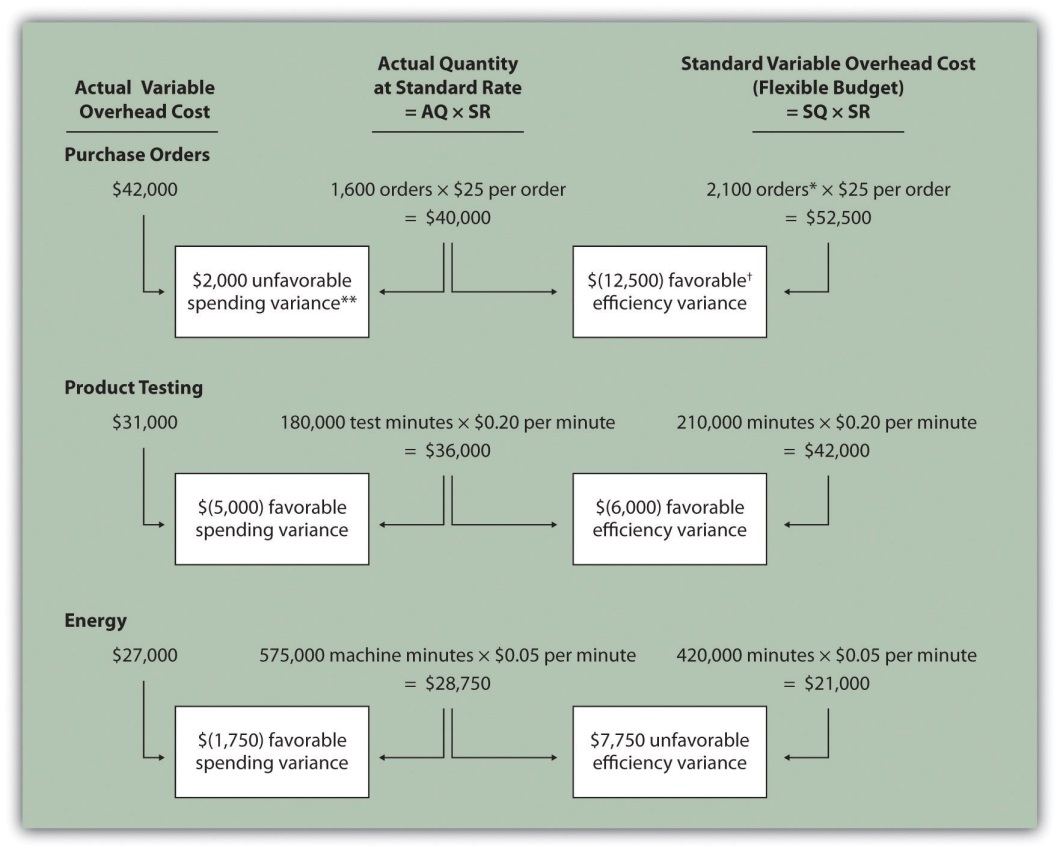 Actual Variable
Overhead Cost
Actual Quantity
at Standard Rate
= AQ × SR
Standard Variable Overhead Cost
(Flexible Budget)
= SQ × SR
Purchase Orders
$42,000
1,600 orders × $25 per order
= $40,000
2,100 orders* × $25 per order
= $52,500
$2,000 unfavorable
spending variance**
$(12,500) favorable†
efficiency variance
Product Testing
$31,000
180,000 test minutes × $0.20 per minute
= $36,000
210,000 minutes × $0.20 per minute
= $42,000
$(5,000) favorable
spending variance
$(6,000) favorable
efficiency variance
Energy
$27,000
575,000 machine minutes × $0.05 per minute
= $28,750
420,000 minutes × $0.05 per minute
= $21,000
$(1,750) favorable
spending variance
$7,750 unfavorable
efficiency variance